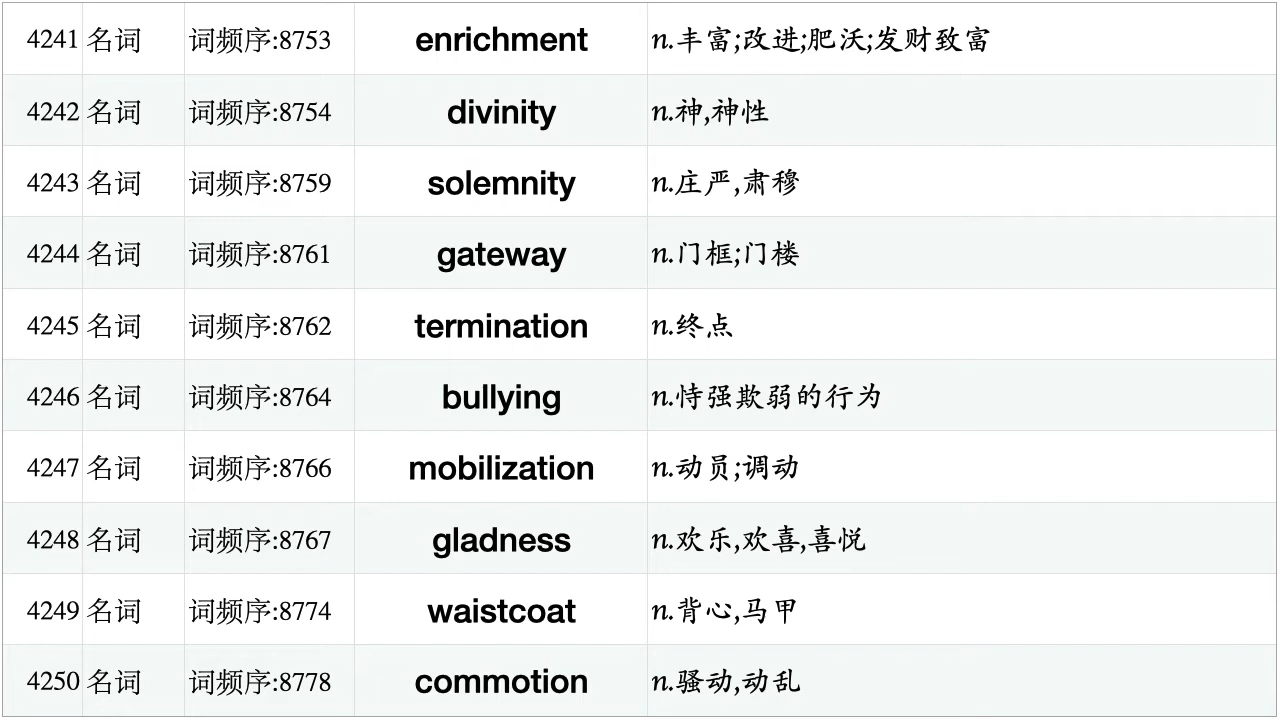 4241 名词 词频序:8753 enrichment n.丰富;改进;肥沃;发财致富
4242 名词 词频序:8754 divinity n.神,神性
4243 名词 词频序:8759 solemnity n.庄严,肃穆
4244 名词 词频序:8761 gateway n.门框;门楼
4245 名词 词频序:8762 termination n.终点
4246 名词 词频序:8764 bullying n.恃强欺弱的行为
4247 名词 词频序:8766 mobilization n.动员;调动
4248 名词 词频序:8767 gladness n.欢乐,欢喜,喜悦
4249 名词 词频序:8774 waistcoat n.背心,马甲
4250 名词 词频序:8778 commotion n.骚动,动乱